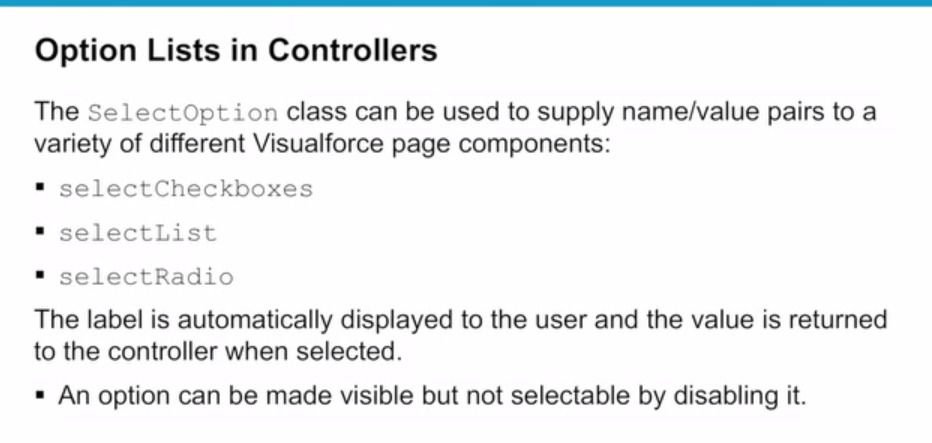 Option Lists in Controllers
The SelectOption class can be used to supply name/value pairs to a
variety of different Visualforce page components:
▪ selectCheckboxes
▪ selectList
▪ selectRadio
The label is automatically displayed to the user and the value is returned
to the controller when selected.
▪ An option can be made visible but not selectable by disabling it.